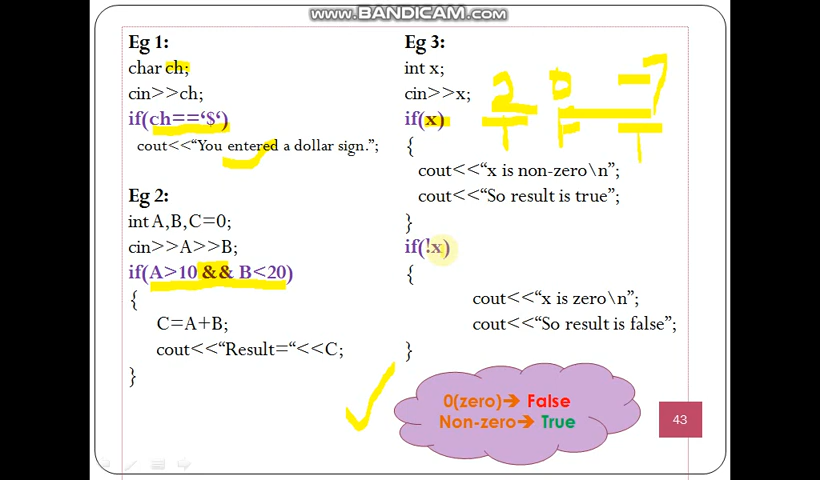 www.BANDICAM.com
Eg 1:
char ch;
cin>>ch;
if(ch==‘$‘)
cout<<“You entered a dollar sign.”;
Eg 2:
int A,B,C=0;
cin>>A>>B;
if(A>10 && B<20)
{
C=A+B;
cout<<“Result=“<<C;
}
Eg 3:
int x;
cin>>x;
if(x)
{
cout<<“x is non-zero\n”;
cout<<“So result is true”;
}
if(!x)
{
cout<<“x is zero\n”;
cout<<“So result is false”;
}
0(zero)➔ False
Non-zero➔ True
43